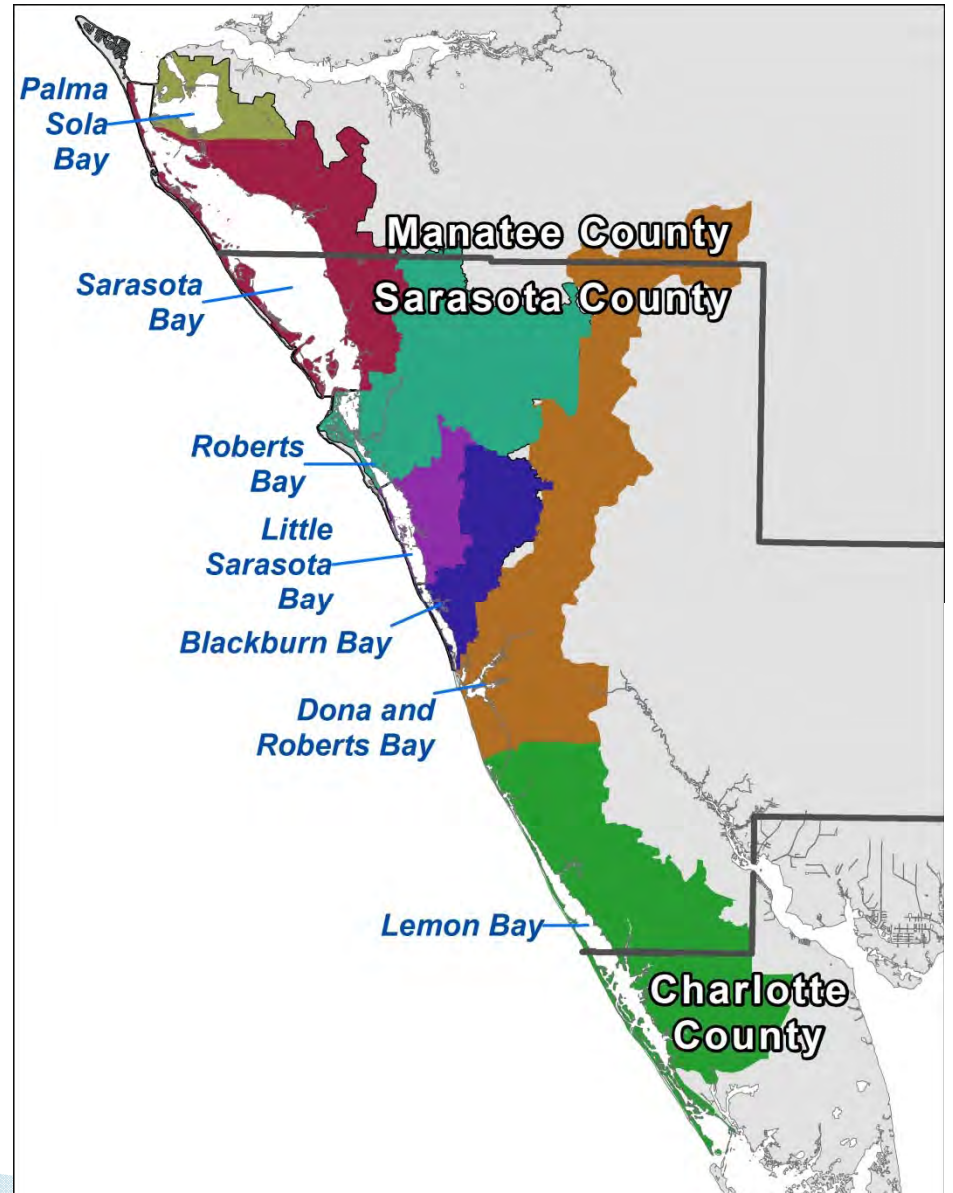 Palma
Sola
Bay
Manatee County
Sarasota County
Sarasota
Bay
Roberts
Bay
Little
Sarasota
Bay
Blackburn Bay
Dona and
Roberts Bay
Lemon Bay
Charlotte
County